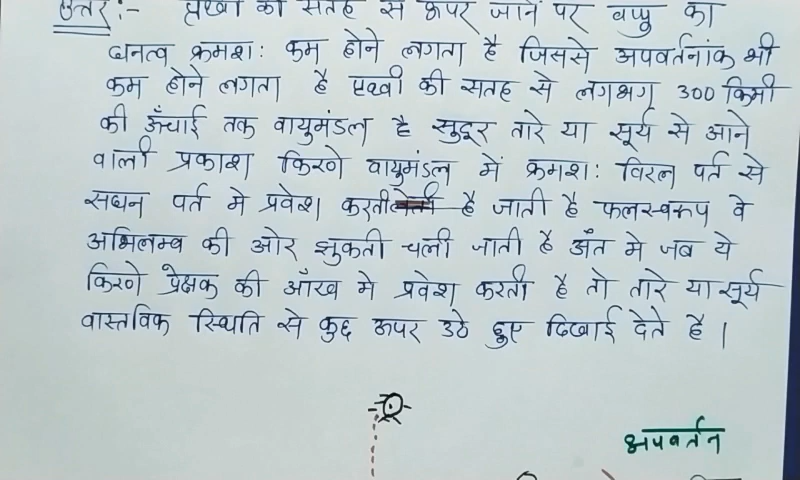 उत्तर:- पृथ्वी की सतह से ऊपर जाने पर वायु का
घनत्व क्रमश: कम होने लगता है जिससे अपवर्तनांक भी
कम होने लगता है पृथ्वी की सतह से लगभग 300 किमी
की ऊँचाई तक वायुमंडल है सुदूर तारे या सूर्य से आने
वाली प्रकाश किरणे वायुमंडल में क्रमश: विरल पर्त से
सघन पर्त मे प्रवेश करती है जाती है फलस्वरूप वे
अभिलम्ब की ओर झुकती चली जाती है अंत मे जब ये
किरणे प्रेक्षक की आँख मे प्रवेश करती है तो तारे या सूर्य
वास्तविक स्थिति से कुछ ऊपर उठे हुए दिखाई देते है।
अपवर्तन